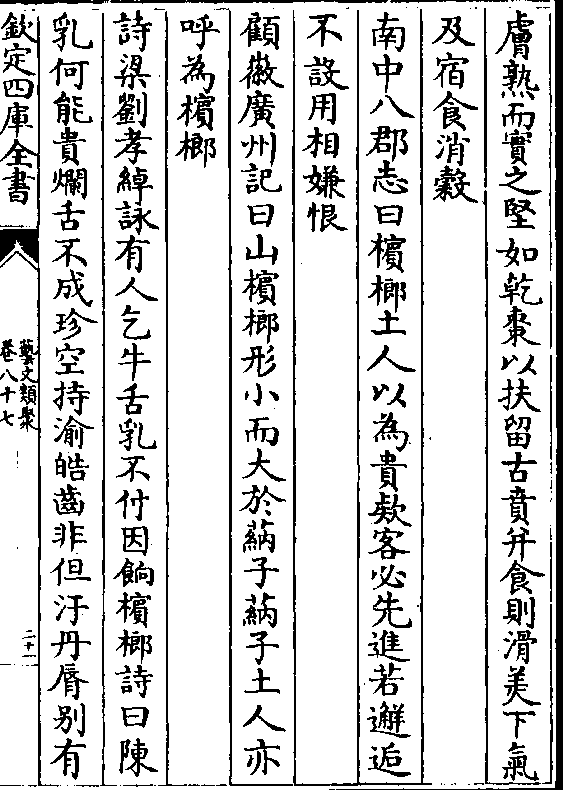 膚熟而實之堅如乾棗以扶留古賁并食則滑美下氣
及宿食消穀
南中八郡志曰檳榔土人以為貴欵客必先進若邂逅
不設用相嫌恨
顧徽廣州記曰山檳榔形小而大於蒳子蒳子土人亦
呼為檳榔
詩梁劉孝綽詠有人乞牛舌乳不付因餉檳榔詩曰陳
乳何能貴爛舌不成珍空持渝皓齒非但汙丹脣别有
欽定四庫全書
藝文類聚
卷八十七
二十一